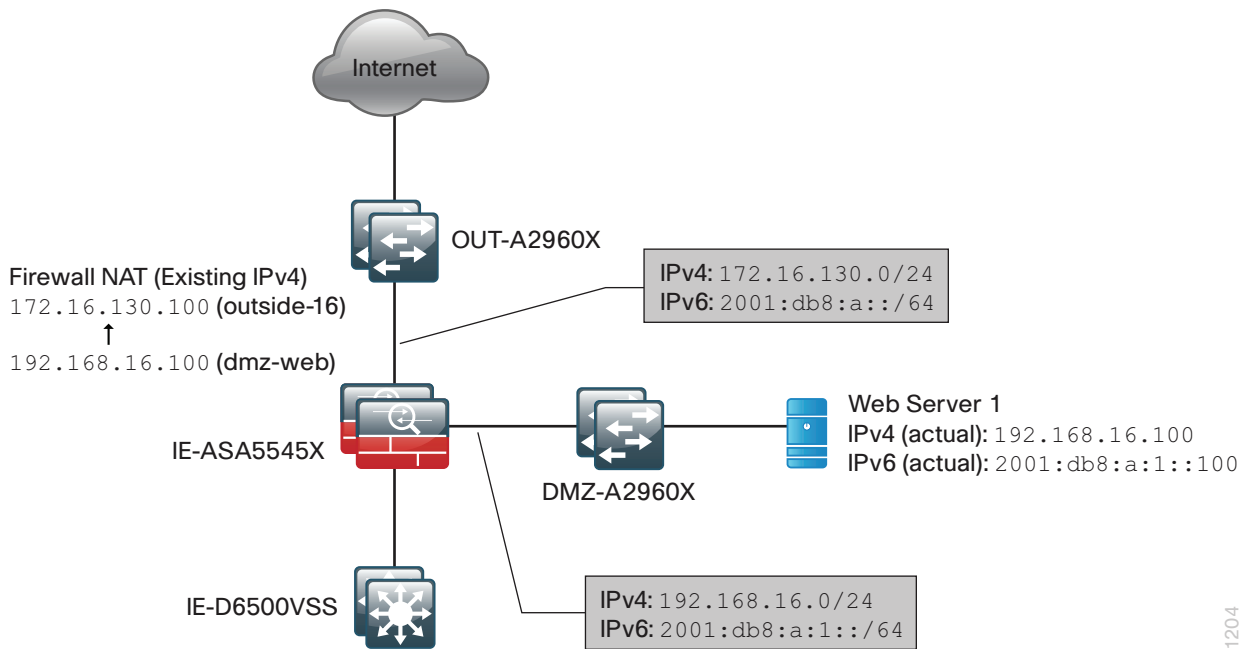 Internet
OUT-A2960X
Firewall NAT (Existing IPv4)
172.16.130.100 (outside-16)
↑
192.168.16.100 (dmz-web)
IPv4: 172.16.130.0/24
IPv6: 2001:db8:a::/64
IE-ASA5545X
DMZ-A2960X
Web Server 1
IPv4 (actual): 192.168.16.100
IPv6 (actual): 2001:db8:a:1::100
IE-D6500VSS
IPv4: 192.168.16.0/24
IPv6: 2001:db8:a:1::/64
1204